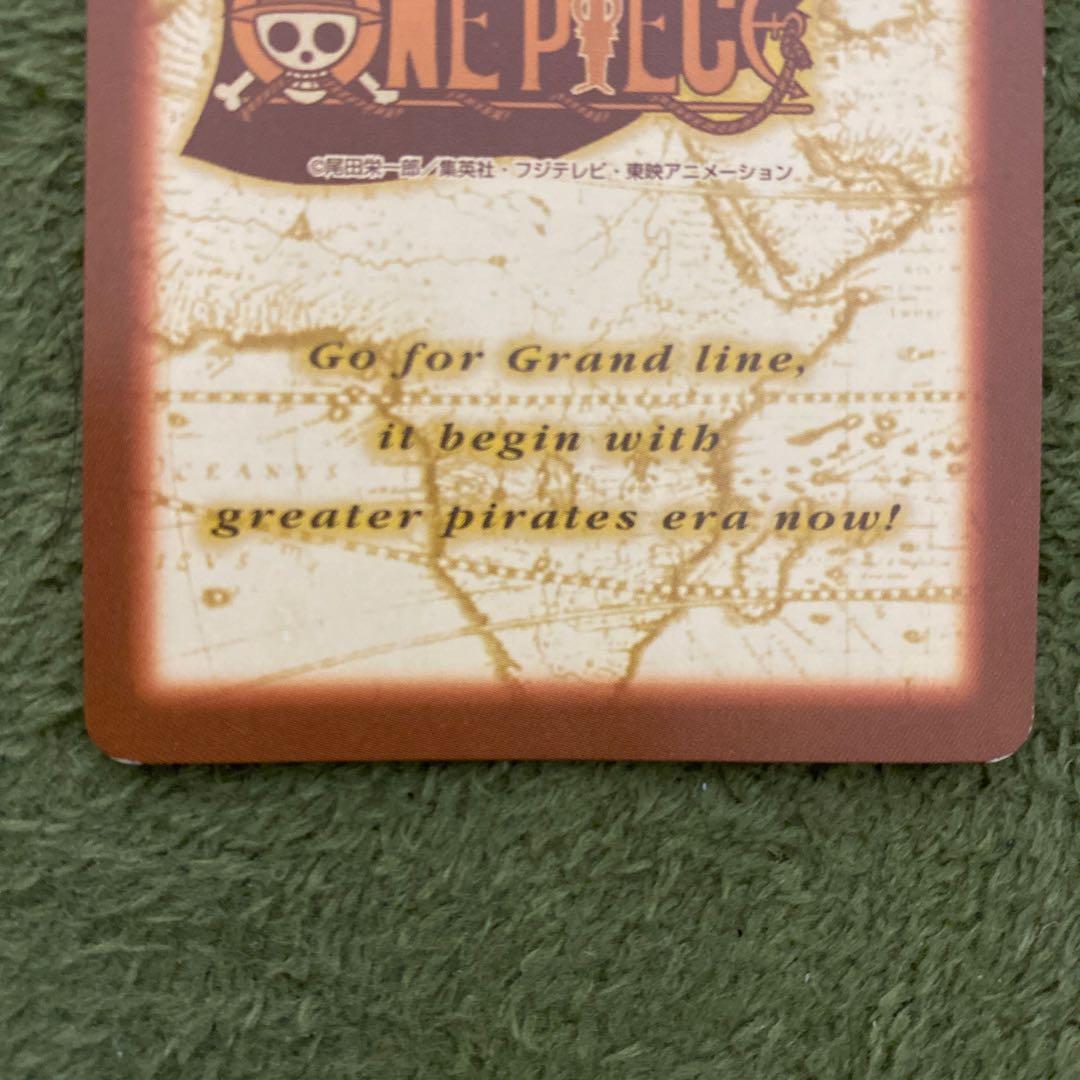 ONE PIECE
©尾田栄一郎/集英社・フジテレビ・東映アニメーション
Go for Grand line,
it begin with
OCEANVS
greater pirates era now!